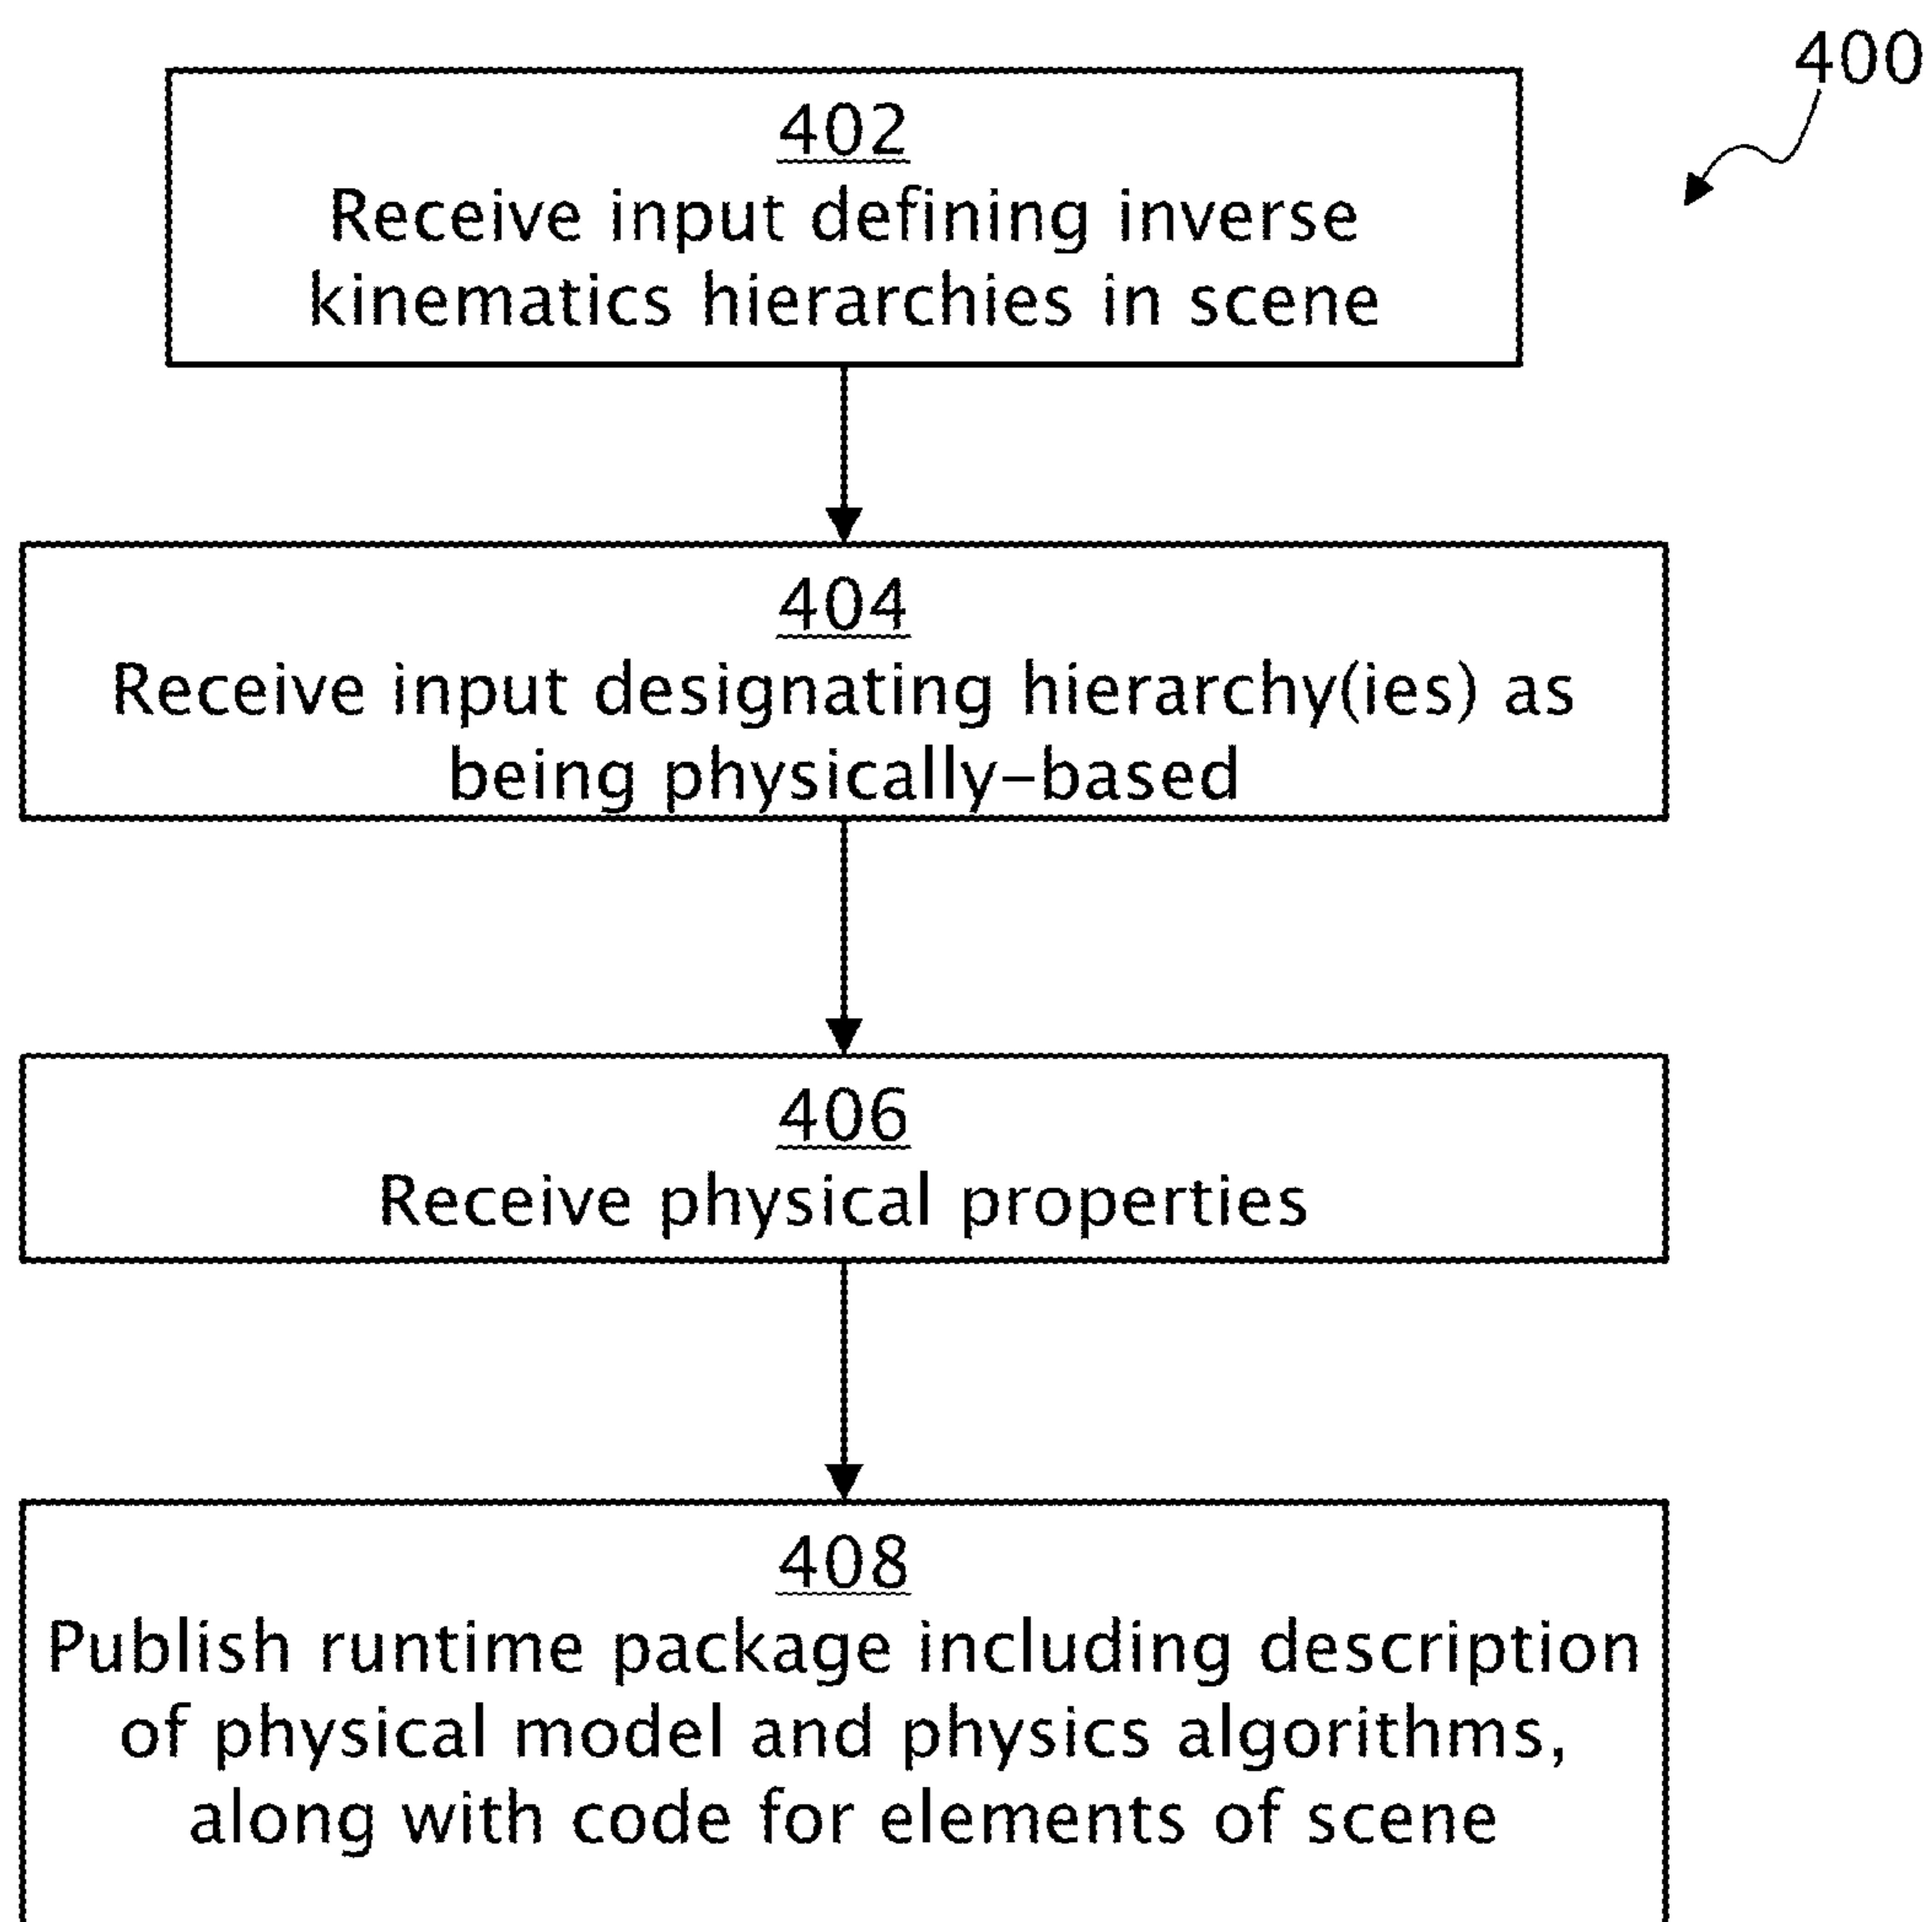 400
402
Receive input defining inverse
kinematics hierarchies in scene
404
Receive input designating hierarchy(ies) as
being physically-based
406
Receive physical properties
408
Publish runtime package including description
of physical model and physics algorithms,
along with code for elements of scene